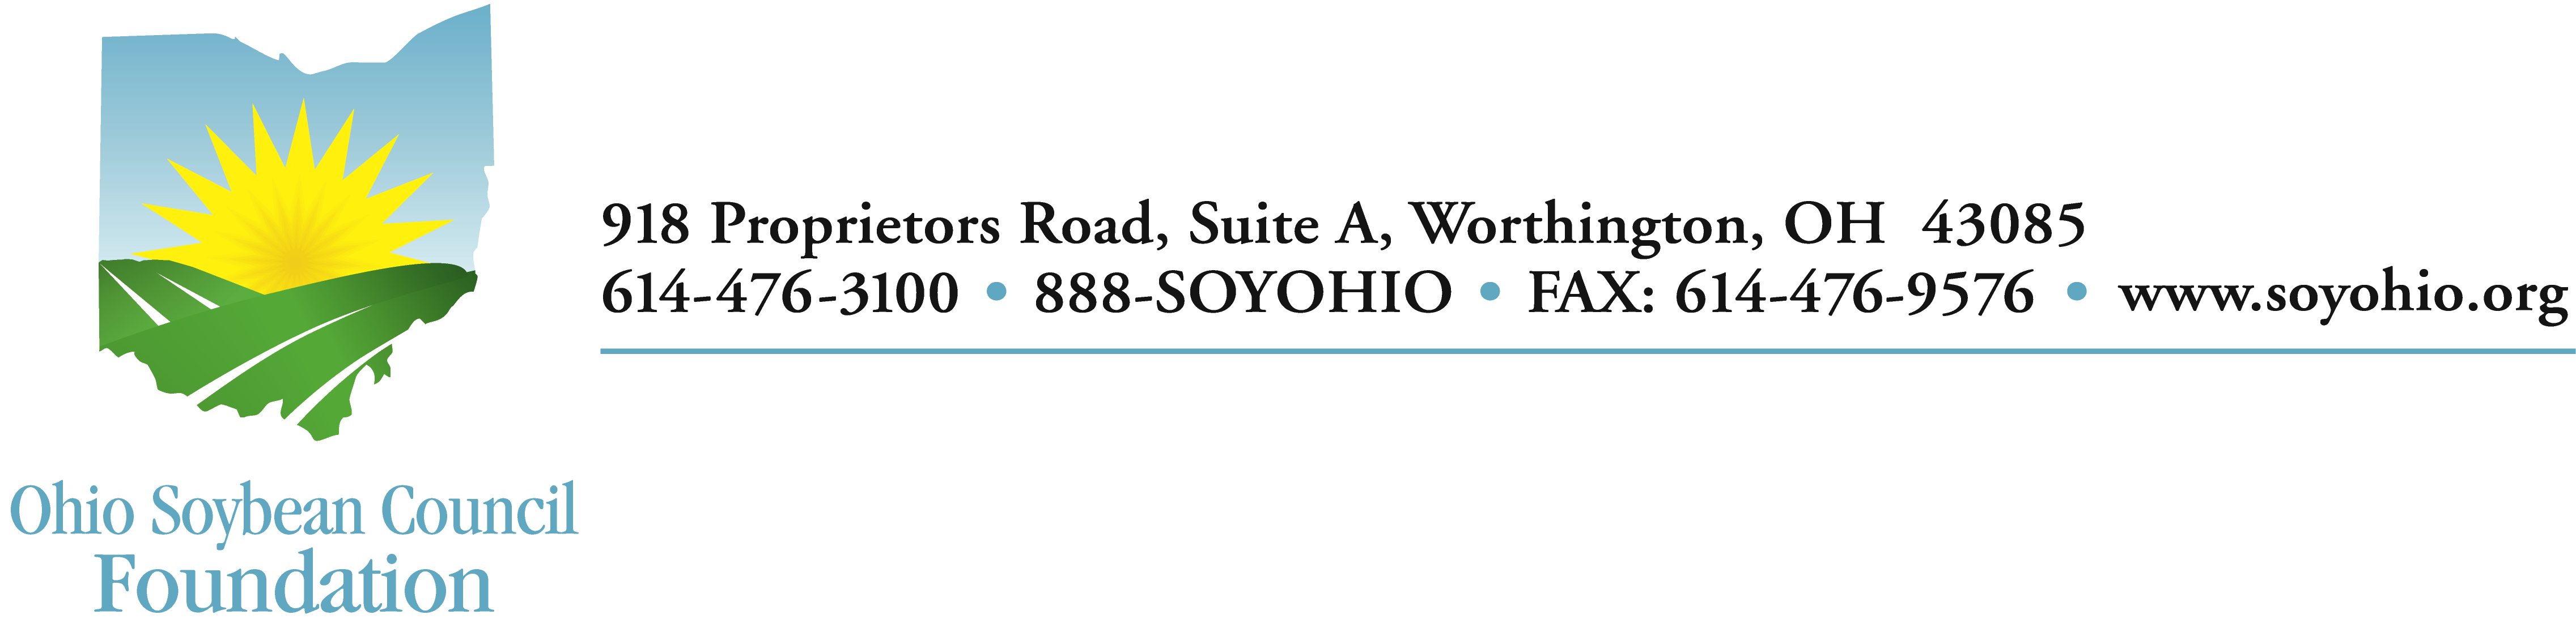 918 Proprietors Road, Suite A, Worthington, OH  43085
614-476-3100 • 888-SOYOHIO • FAX: 614-476-9576 • www.soyohio.org
Ohio Soybean Council
Foundation